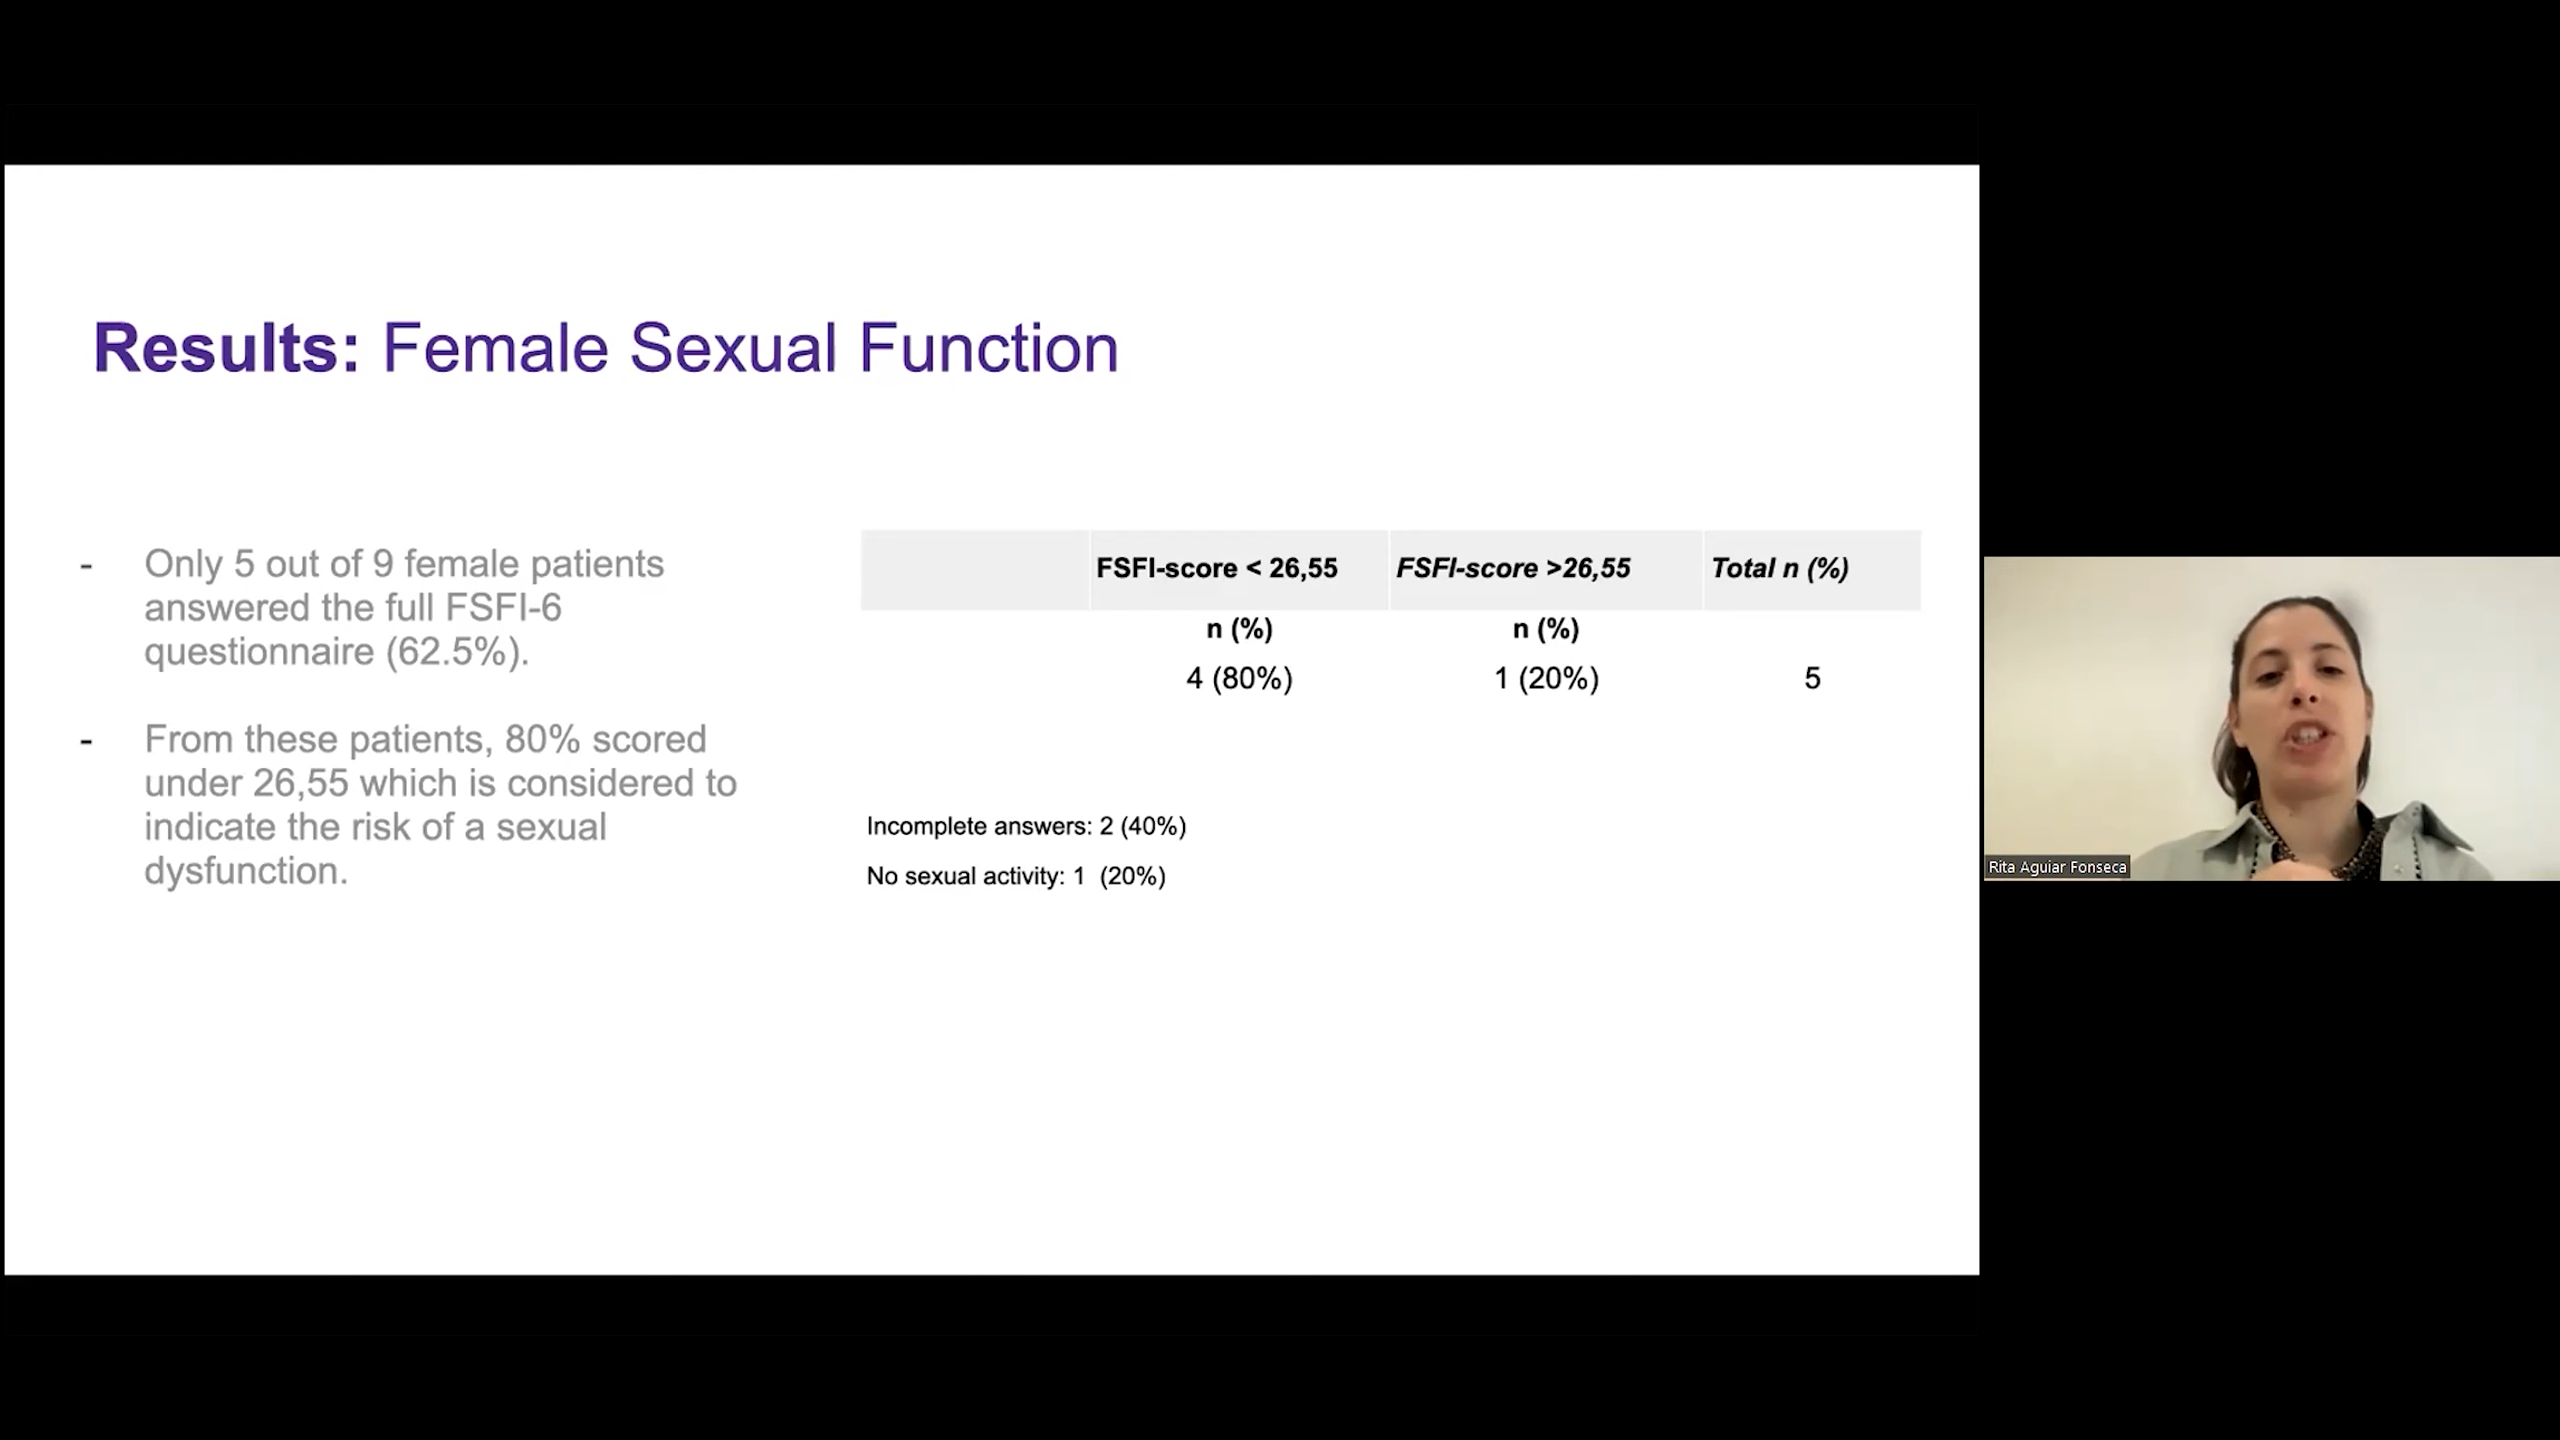 Results: Female Sexual Function
- Only 5 out of 9 female patients
answered the full FSFI-6
questionnaire (62.5%).
- From these patients, 80% scored
under 26,55 which is considered to
indicate the risk of a sexual
dysfunction.
FSFI-score < 26,55 FSFI-score >26,55 Total n (%)
n (%) n (%)
4 (80%) 1 (20%) 5
Incomplete answers: 2 (40%)
No sexual activity: 1 (20%)
Rita Aguiar Fonseca